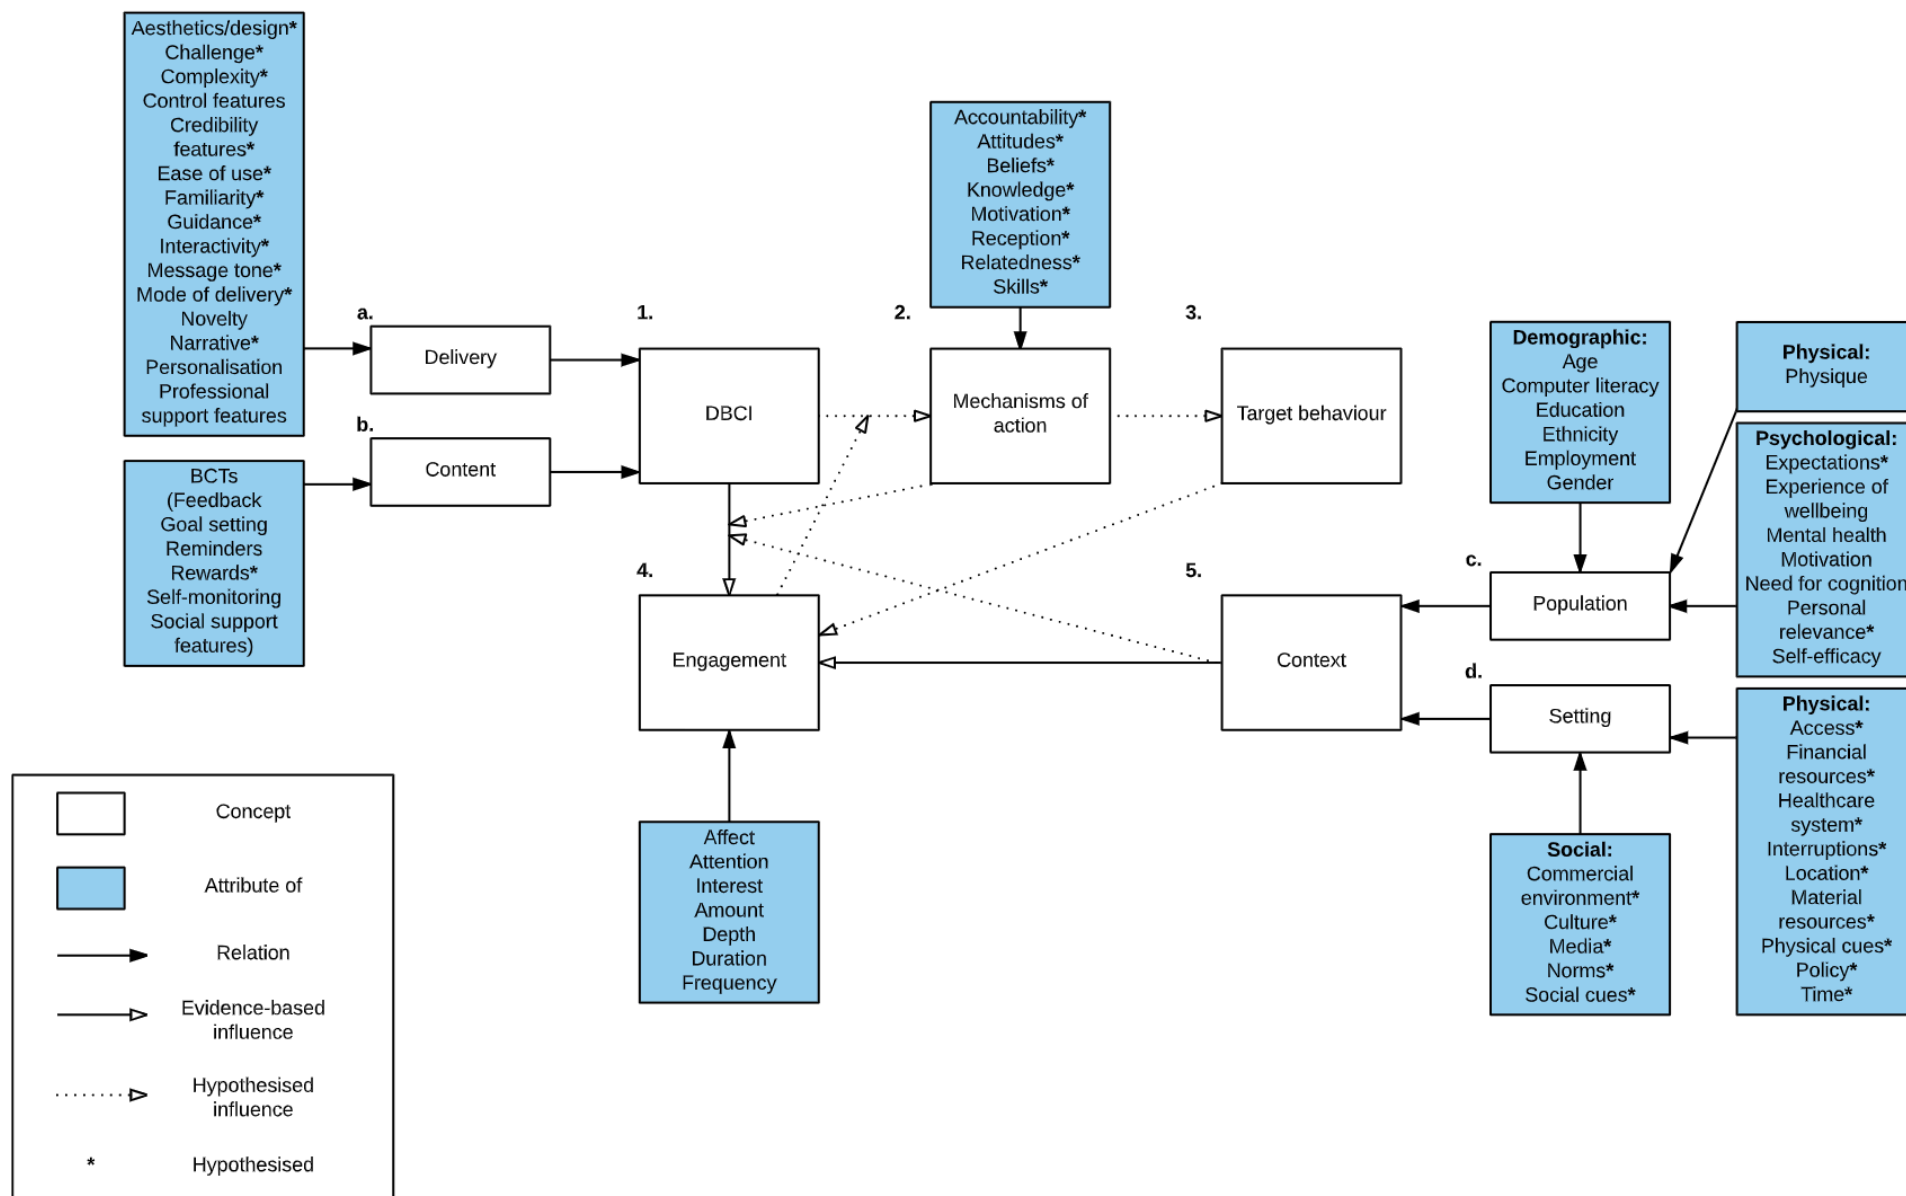 Aesthetics/design*
Challenge*
Complexity*
Control features
Credibility
features*
Ease of use*
Familiarity*
Guidance*
Interactivity*
Message tone*
Mode of delivery*
Novelty
Narrative*
Personalisation
Professional
support features
BCTs
(Feedback
Goal setting
Reminders
Rewards*
Self-monitoring
Social support
features)
a.
Delivery
b.
Content
1.
DBCI
Accountability*
Attitudes*
Beliefs*
Knowledge*
Motivation*
Reception*
Relatedness*
Skills*
2.
Mechanisms of
action
3.
Target behaviour
4.
Engagement
Affect
Attention
Interest
Amount
Depth
Duration
Frequency
5.
Context
Demographic:
Age
Computer literacy
Education
Ethnicity
Employment
Gender
Physical:
Physique
Psychological:
Expectations*
Experience of
wellbeing
Mental health
Motivation
Need for cognition
Personal
relevance*
Self-efficacy
c.
Population
d.
Setting
Social:
Commercial
environment*
Culture*
Media*
Norms*
Social cues*
Physical:
Access*
Financial
resources*
Healthcare
system*
Interruptions*
Location*
Material
resources*
Physical cues*
Policy*
Time*
Concept
Attribute of
Relation
Evidence-based
influence
Hypothesised
influence
* Hypothesised